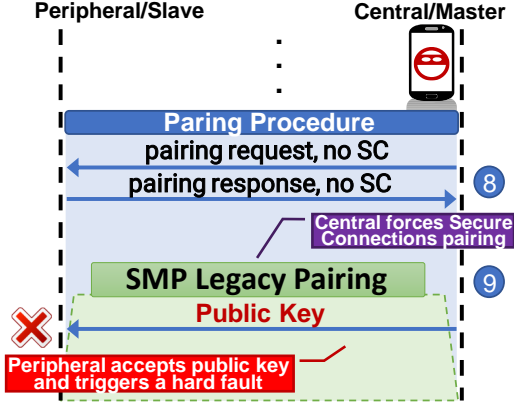 Peripheral/Slave
Central/Master
Paring Procedure
pairing request, no SC
pairing response, no SC
8
Central forces Secure
Connections pairing
SMP Legacy Pairing
9
Public Key
Peripheral accepts public key
and triggers a hard fault